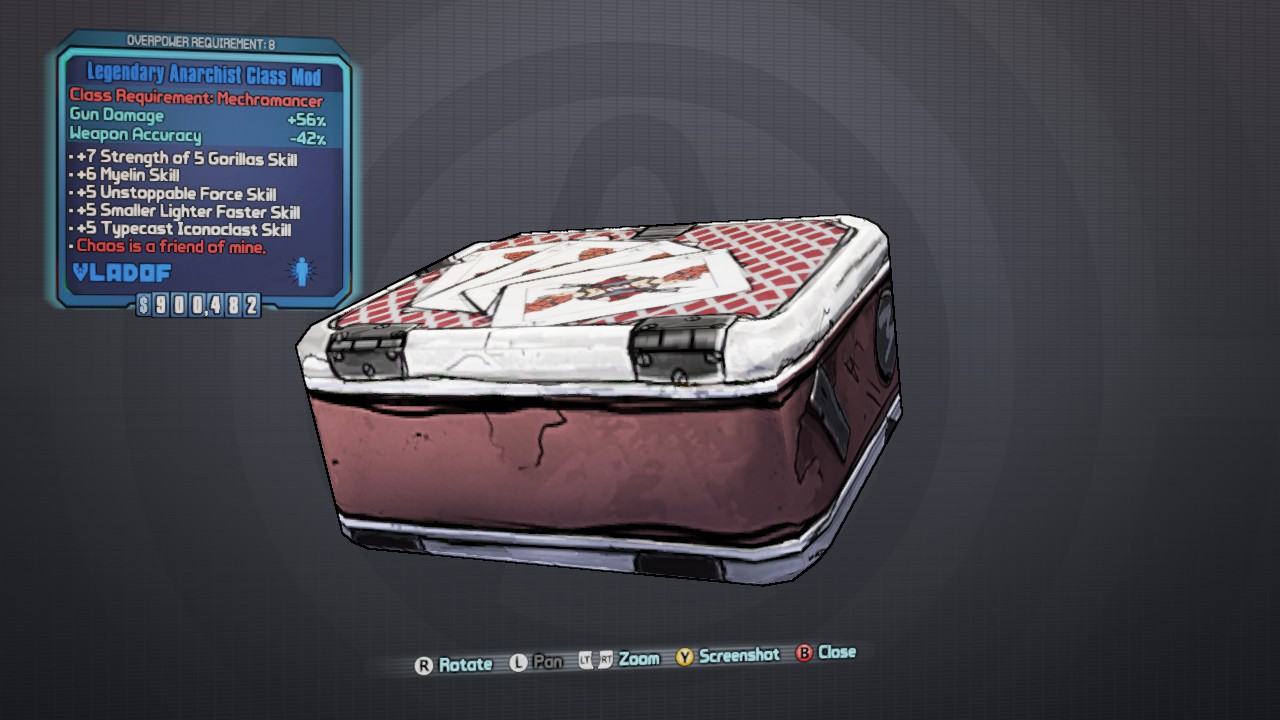 OVERPOWER REQUIREMENT: 8
Legendary Anarchist Class Mod
Class Requirement: Mechromancer
Gun Damage +56%
Weapon Accuracy -42%
• +7 Strength of 5 Gorillas Skill
• +6 Myelin Skill
• +5 Unstoppable Force Skill
• +5 Smaller Lighter Faster Skill
• +5 Typecast Iconoclast Skill
• Chaos is a friend of mine.
VLADOF
$900,482
R Rotate L Pan LT RT Zoom Y Screenshot B Close